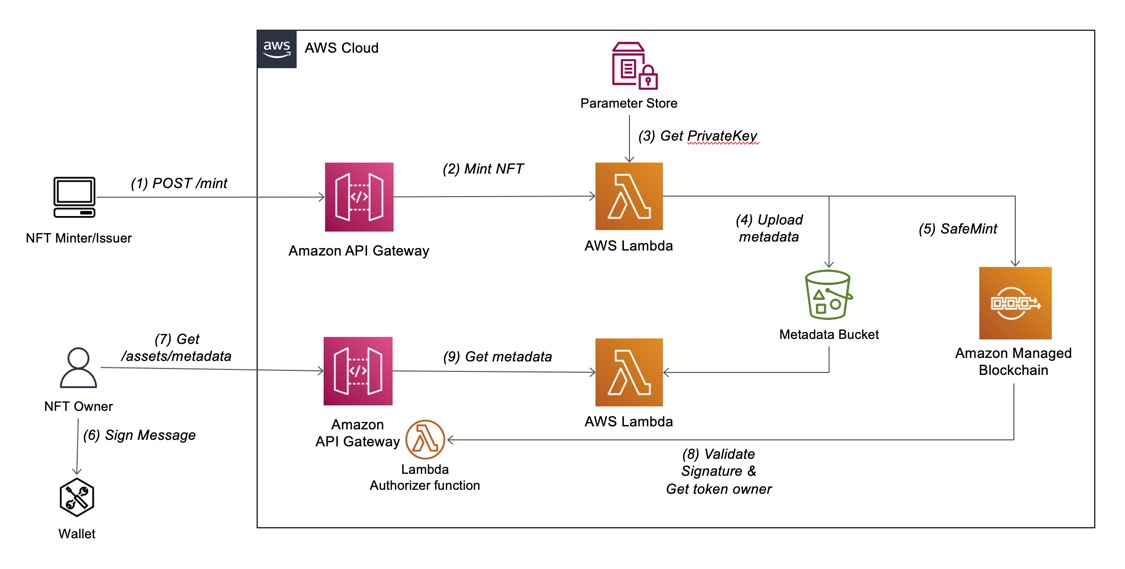 aws
AWS Cloud
Parameter Store
(3) Get PrivateKey
(1) POST /mint
(2) Mint NFT
NFT Minter/Issuer
Amazon API Gateway
AWS Lambda
(4) Upload
metadata
(5) SafeMint
Metadata Bucket
Amazon Managed
Blockchain
(7) Get
/assets/metadata
(9) Get metadata
NFT Owner
Amazon
API Gateway
AWS Lambda
(6) Sign Message
Lambda
Authorizer function
(8) Validate
Signature &
Get token owner
Wallet